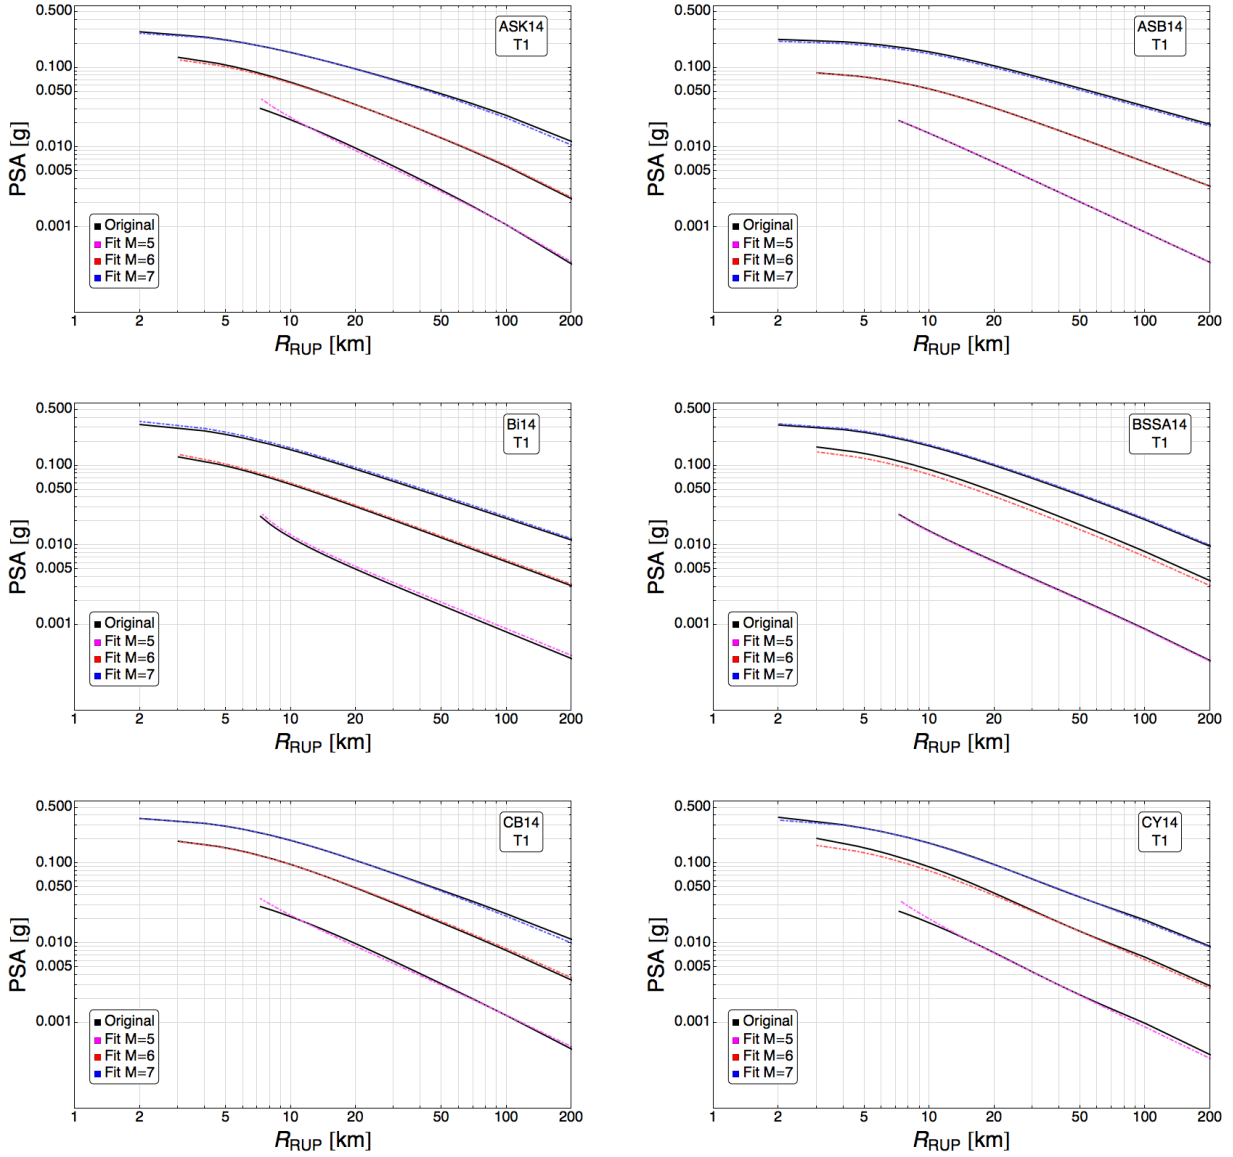 0.500
0.100
0.050
0.010
0.005
0.001
PSA [g]
ASK14
T1
Original
Fit M=5
Fit M=6
Fit M=7
1 2 5 10 20 50 100 200
RRUP [km]
0.500
0.100
0.050
0.010
0.005
0.001
PSA [g]
ASB14
T1
Original
Fit M=5
Fit M=6
Fit M=7
1 2 5 10 20 50 100 200
RRUP [km]
0.500
0.100
0.050
0.010
0.005
0.001
PSA [g]
Bi14
T1
Original
Fit M=5
Fit M=6
Fit M=7
1 2 5 10 20 50 100 200
RRUP [km]
0.500
0.100
0.050
0.010
0.005
0.001
PSA [g]
BSSA14
T1
Original
Fit M=5
Fit M=6
Fit M=7
1 2 5 10 20 50 100 200
RRUP [km]
0.500
0.100
0.050
0.010
0.005
0.001
PSA [g]
CB14
T1
Original
Fit M=5
Fit M=6
Fit M=7
1 2 5 10 20 50 100 200
RRUP [km]
0.500
0.100
0.050
0.010
0.005
0.001
PSA [g]
CY14
T1
Original
Fit M=5
Fit M=6
Fit M=7
1 2 5 10 20 50 100 200
RRUP [km]